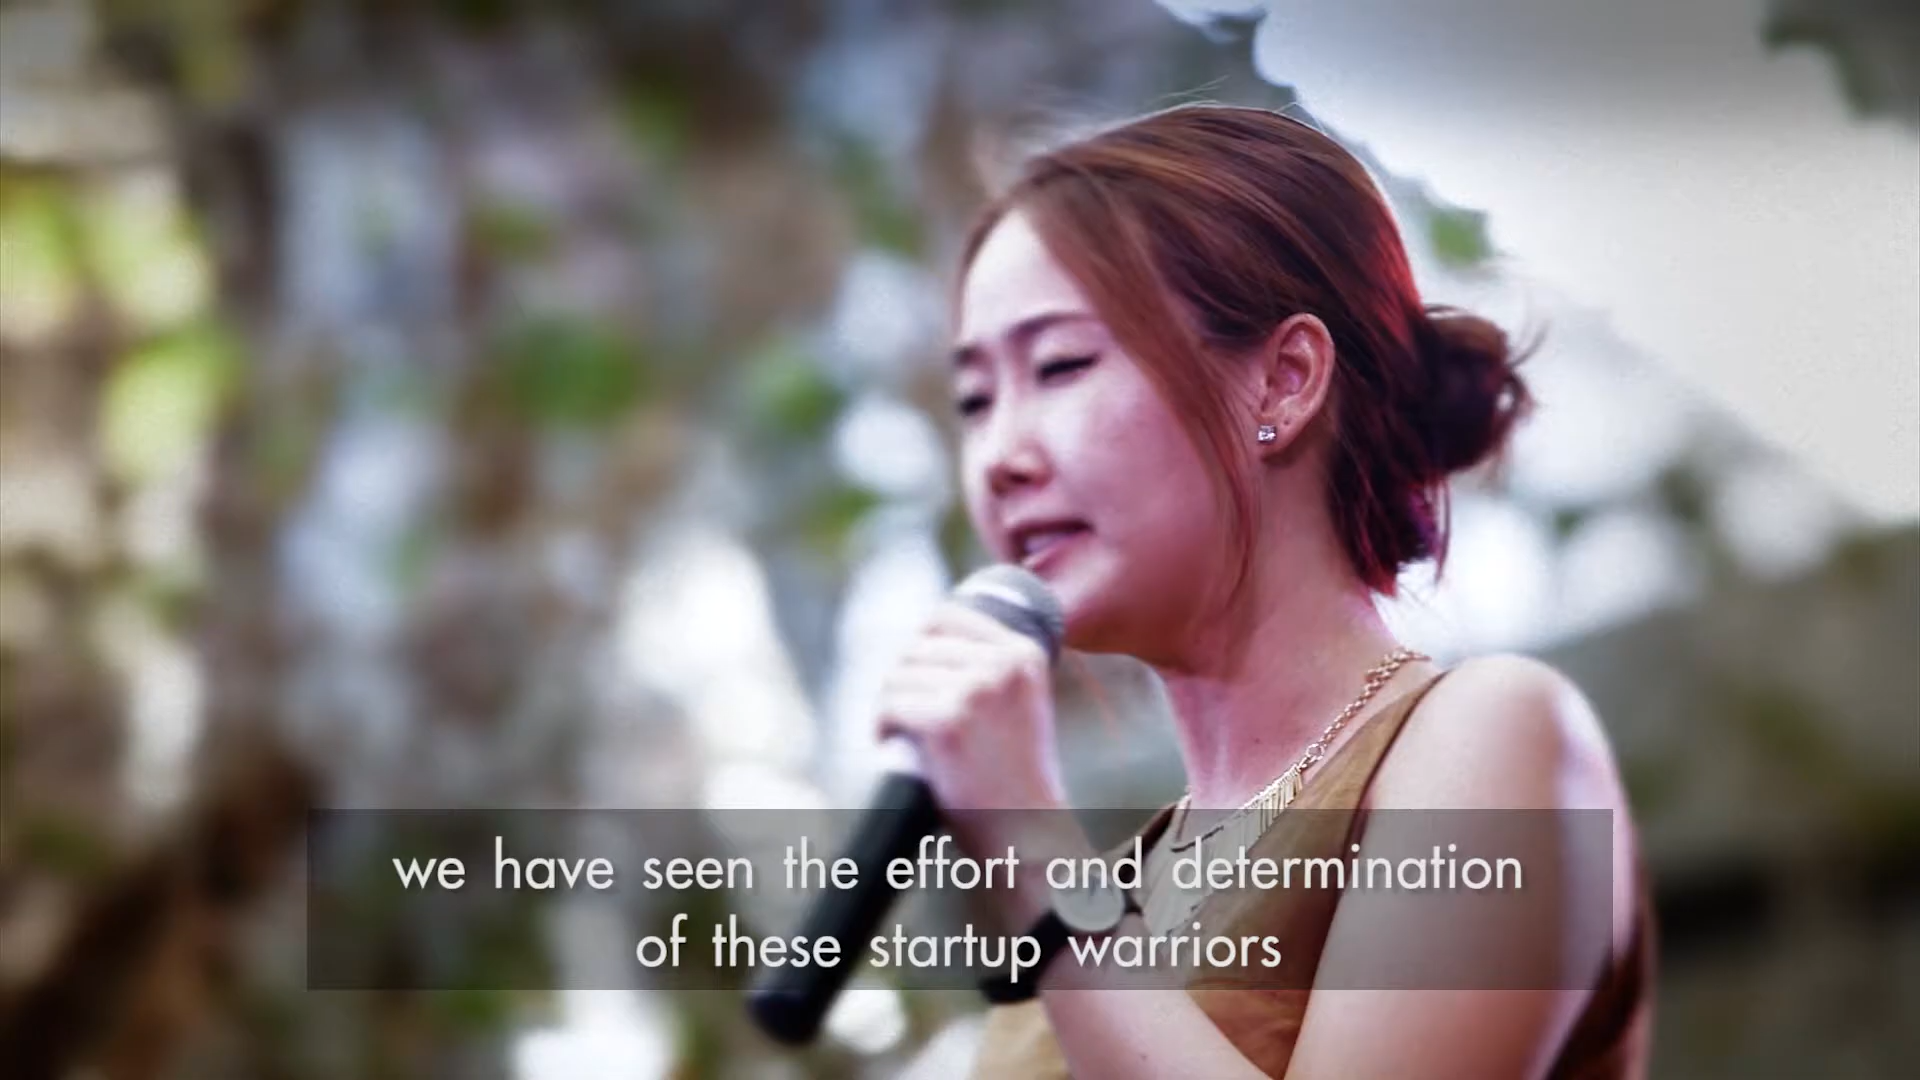 we have seen the effort and determination
of these startup warriors